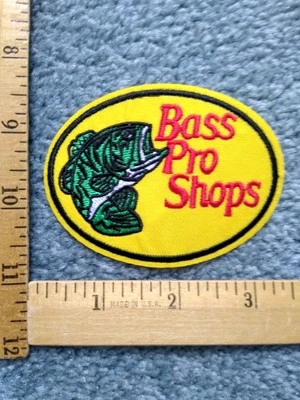 8
9
10
11
12
Bass
Pro
Shops
1 2 3
MADE IN U.S.A.